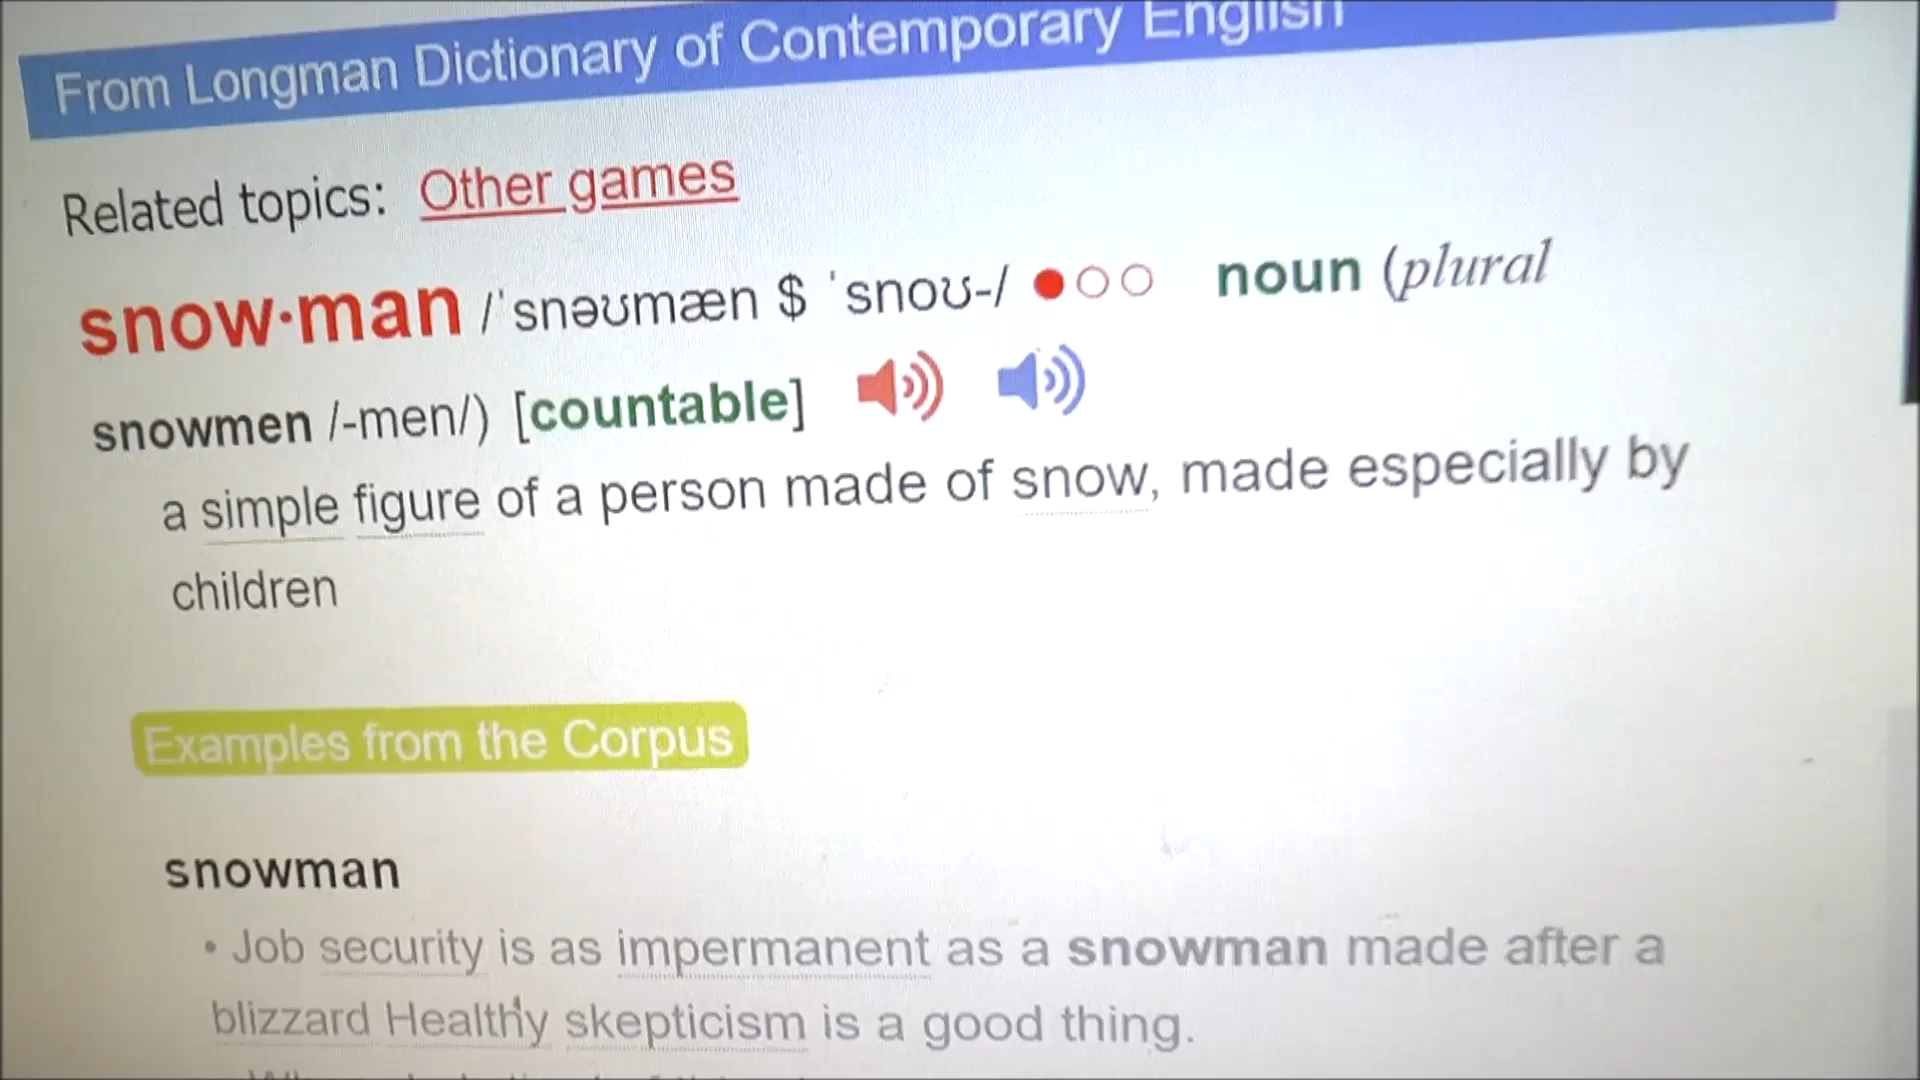 From Longman Dictionary of Contemporary English
Related topics: Other games
snow·man /ˈsnəʊmæn $ ˈsnoʊ-/ ●○○ noun (plural
snowmen /-men/) [countable]
a simple figure of a person made of snow, made especially by
children
Examples from the Corpus
snowman
• Job security is as impermanent as a snowman made after a
blizzard Healthy skepticism is a good thing.